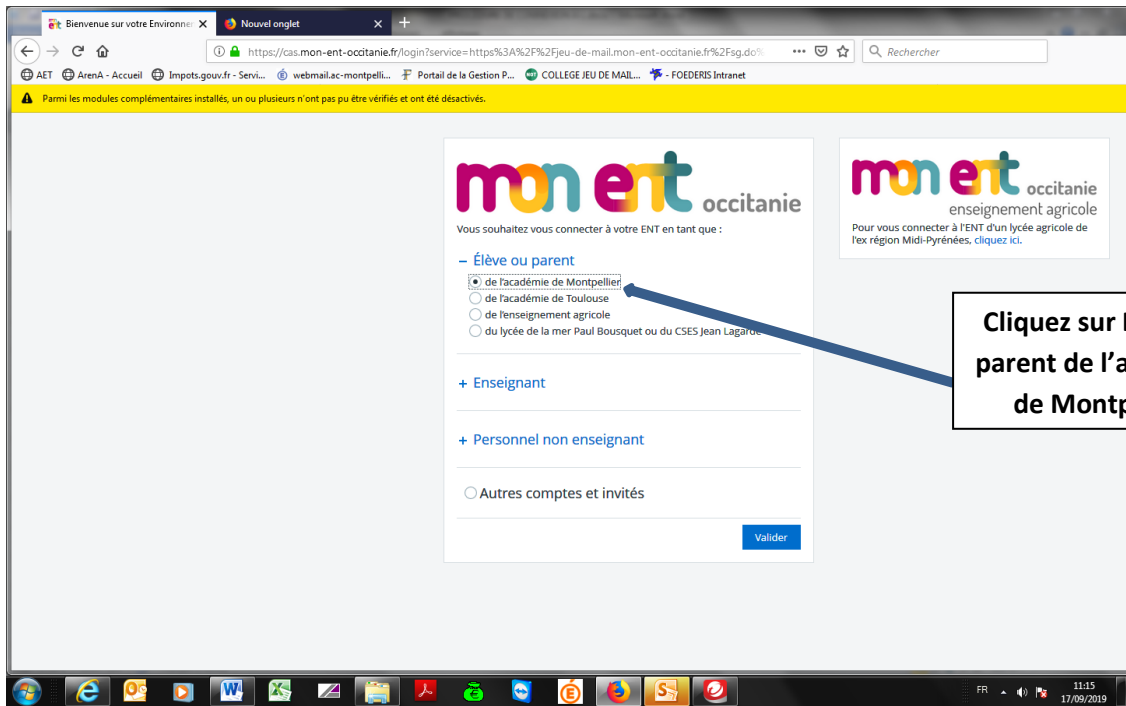 Bienvenue sur votre Environnem
Nouvel onglet
https://cas.mon-ent-occitanie.fr/login?service=https%3A%2F%2Fjeu-de-mail.mon-ent-occitanie.fr%2Fsg.do%
Rechercher
AET ArenA - Accueil Impots.gouv.fr - Servi... webmail.ac-montpelli... Portail de la Gestion P... COLLEGE JEU DE MAIL... - FOEDERIS Intranet
Parmi les modules complémentaires installés, un ou plusieurs n'ont pas pu être vérifiés et ont été désactivés.
mon ent
occitanie
Vous souhaitez vous connecter à votre ENT en tant que :
– Élève ou parent
de l'académie de Montpellier
de l'académie de Toulouse
de l'enseignement agricole
du lycée de la mer Paul Bousquet ou du CSES Jean Lagarde
+ Enseignant
+ Personnel non enseignant
Autres comptes et invités
Valider
mon ent
occitanie
enseignement agricole
Pour vous connecter à l'ENT d'un lycée agricole de
l'ex région Midi-Pyrénées, cliquez ici.
Cliquez sur
parent de l'a
de Montp
FR
11:15
17/09/2019